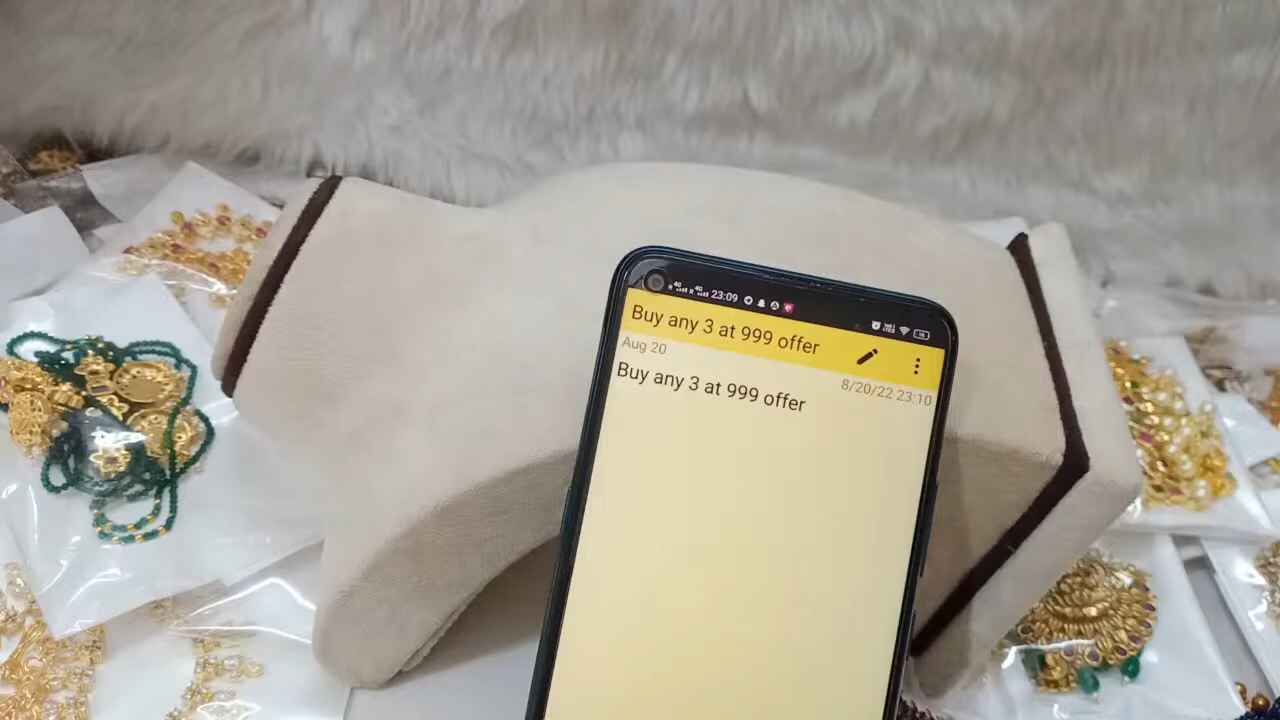 23:09
Buy any 3 at 999 offer
Aug 20
8/20/22 23:10
Buy any 3 at 999 offer